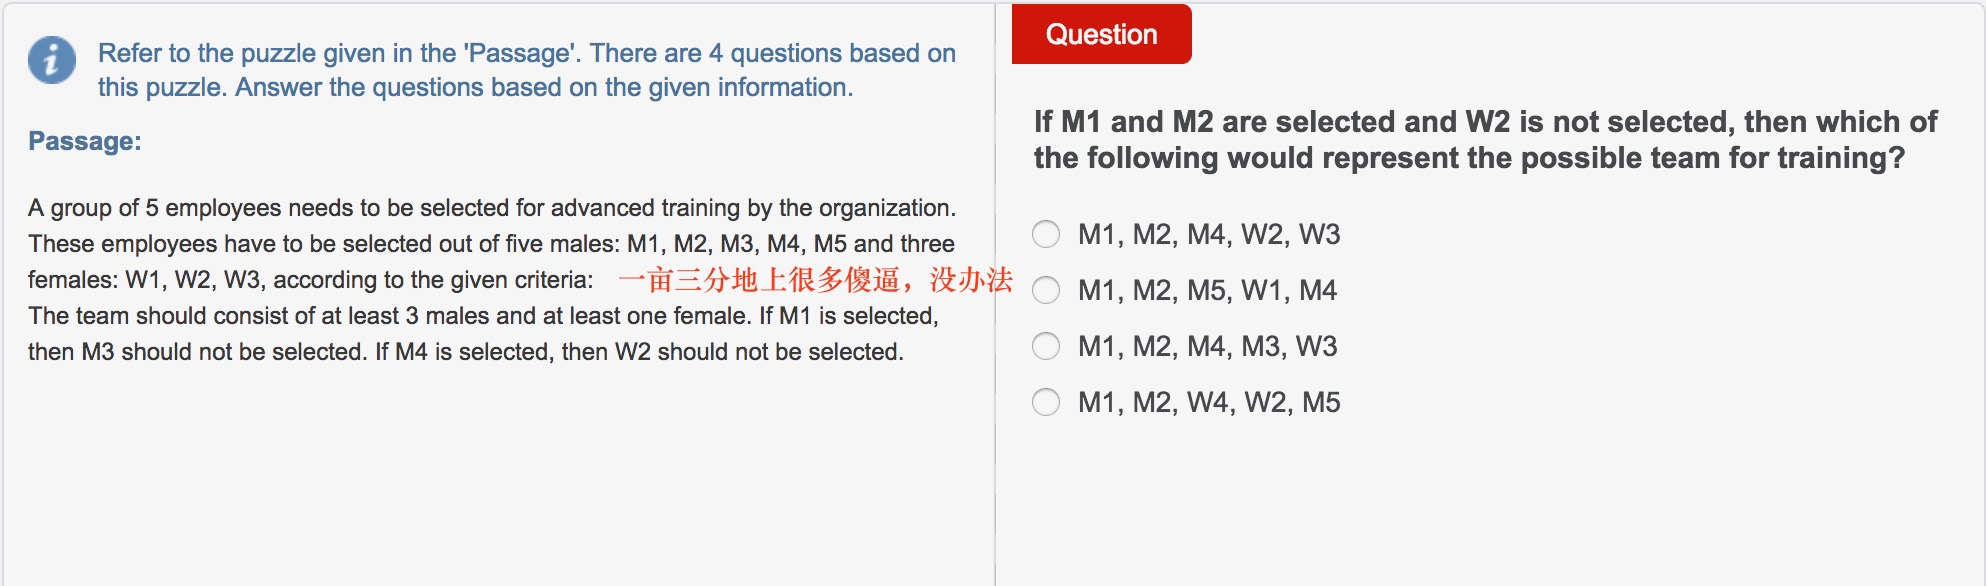 Refer to the puzzle given in the 'Passage'. There are 4 questions based on
this puzzle. Answer the questions based on the given information.
Passage:
A group of 5 employees needs to be selected for advanced training by the organization.
These employees have to be selected out of five males: M1, M2, M3, M4, M5 and three
females: W1, W2, W3, according to the given criteria: 一亩三分地上很多傻逼，没办法
The team should consist of at least 3 males and at least one female. If M1 is selected,
then M3 should not be selected. If M4 is selected, then W2 should not be selected.
Question
If M1 and M2 are selected and W2 is not selected, then which of
the following would represent the possible team for training?
M1, M2, M4, W2, W3
M1, M2, M5, W1, M4
M1, M2, M4, M3, W3
M1, M2, W4, W2, M5